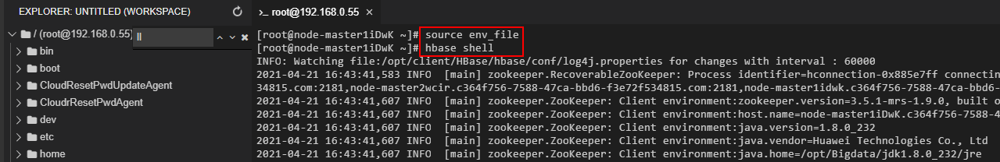 EXPLORER: UNTITLED (WORKSPACE)
/ (root@192.168.0.55)
ll
bin
boot
CloudResetPwdUpdateAgent
CloudrResetPwdAgent
dev
etc
home
root@192.168.0.55
[root@node-master1iDwK ~]# source env_file
[root@node-master1iDwK ~]# hbase shell
INFO: Watching file:/opt/client/HBase/hbase/conf/log4j.properties for changes with interval : 60000
2021-04-21 16:43:41,583 INFO  [main] zookeeper.RecoverableZooKeeper: Process identifier=hconnection-0x885e7ff connectin
34815.com:2181,node-master2wcir.c364f756-7588-47ca-bbd6-f3e72f534815.com:2181,node-master1idwk.c364f756-7588-47ca-bbd6-
2021-04-21 16:43:41,607 INFO  [main] zookeeper.ZooKeeper: Client environment:zookeeper.version=3.5.1-mrs-1.9.0, built o
2021-04-21 16:43:41,607 INFO  [main] zookeeper.ZooKeeper: Client environment:host.name=node-master1iDwK.c364f756-7588-4
2021-04-21 16:43:41,607 INFO  [main] zookeeper.ZooKeeper: Client environment:java.version=1.8.0_232
2021-04-21 16:43:41,607 INFO  [main] zookeeper.ZooKeeper: Client environment:java.vendor=Huawei Technologies Co., Ltd
2021-04-21 16:43:41,607 INFO  [main] zookeeper.ZooKeeper: Client environment:java.home=/opt/Bigdata/jdk1.8.0_232/jre